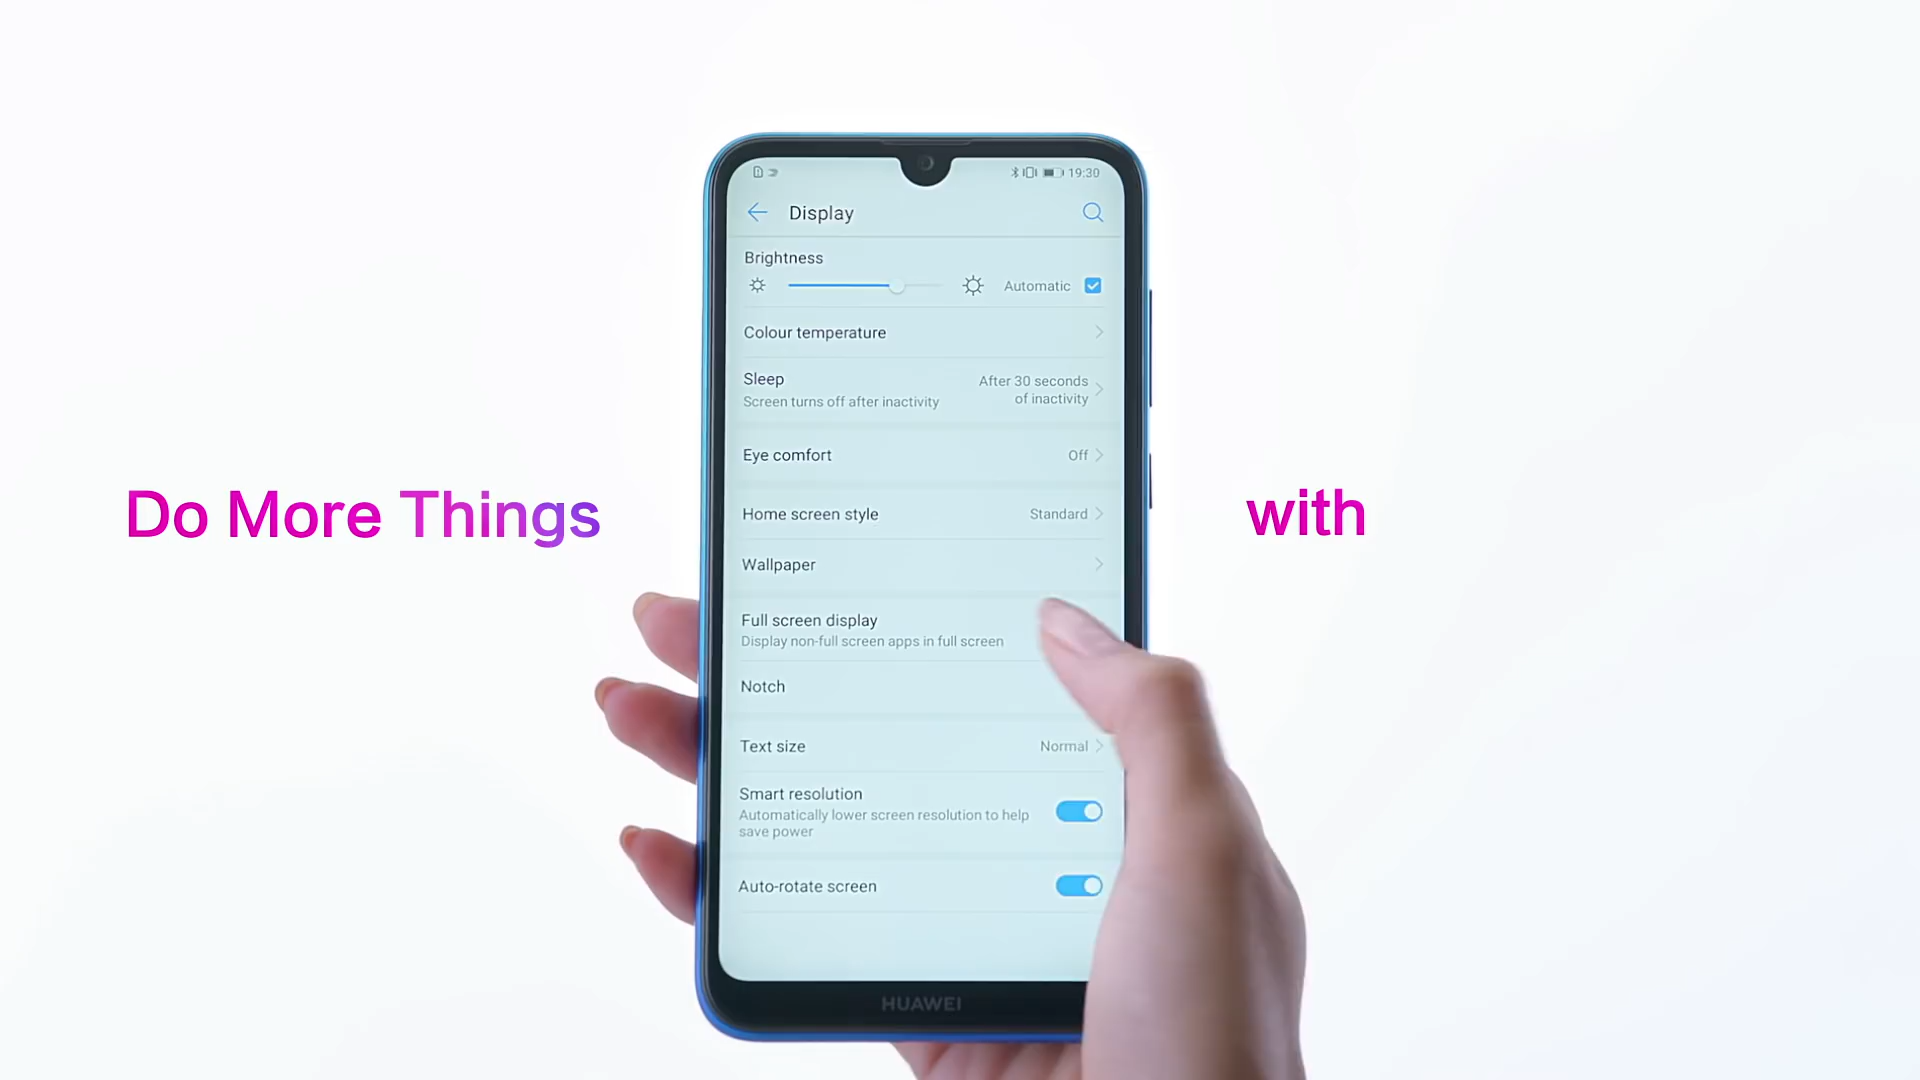 19:30
Display
Brightness
Automatic
Colour temperature
Sleep
Screen turns off after inactivity
After 30 seconds
of inactivity
Eye comfort
Off
Do More Things
with
Home screen style
Standard
Wallpaper
Full screen display
Display non-full screen apps in full screen
Notch
Text size
Normal
Smart resolution
Automatically lower screen resolution to help
save power
Auto-rotate screen
HUAWEI